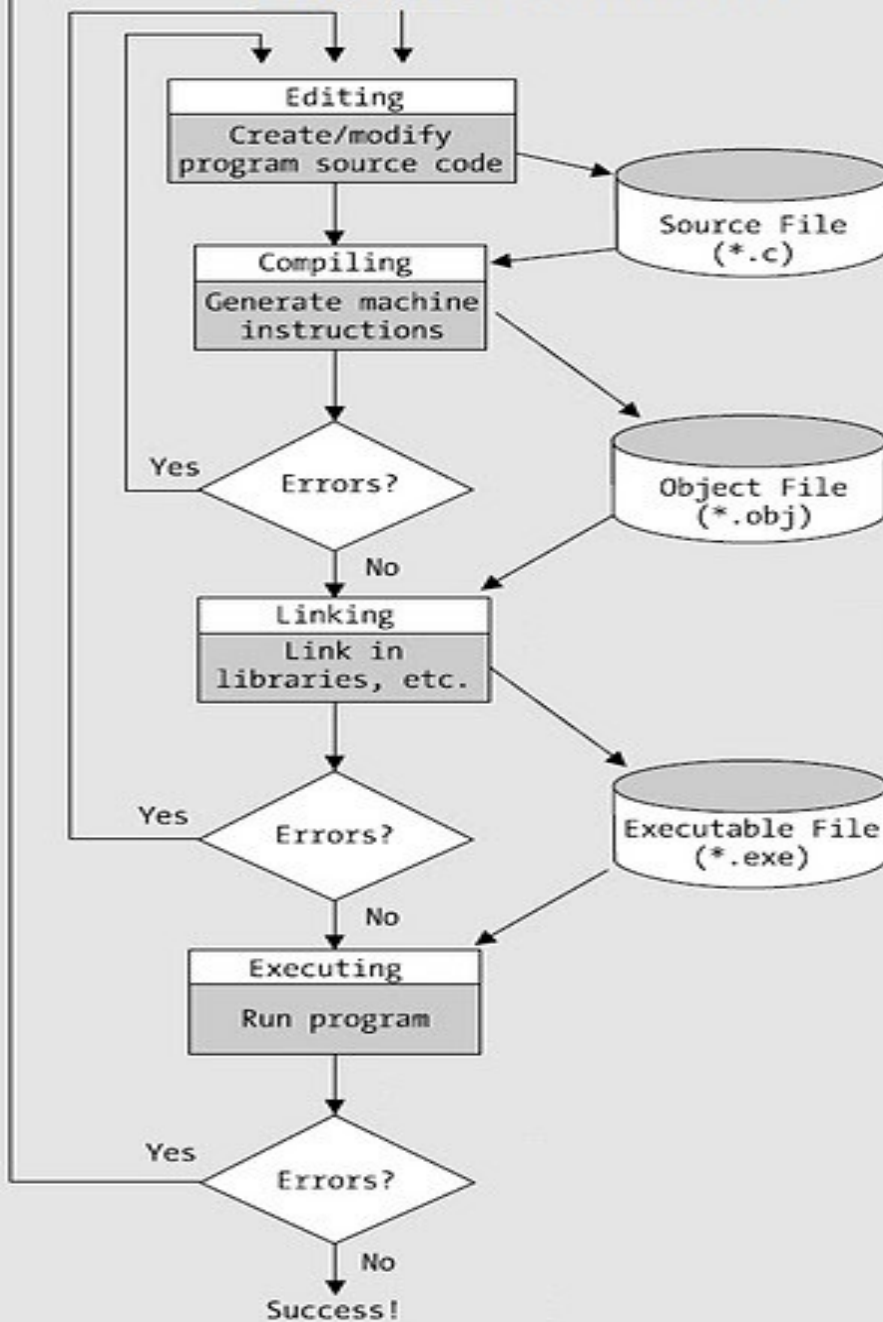 Editing
Create/modify
program source code
Source File
(*.c)
Compiling
Generate machine
instructions
Yes
Errors?
Object File
(*.obj)
No
Linking
Link in
libraries, etc.
Yes
Errors?
Executable File
(*.exe)
No
Executing
Run program
Yes
Errors?
No
Success!